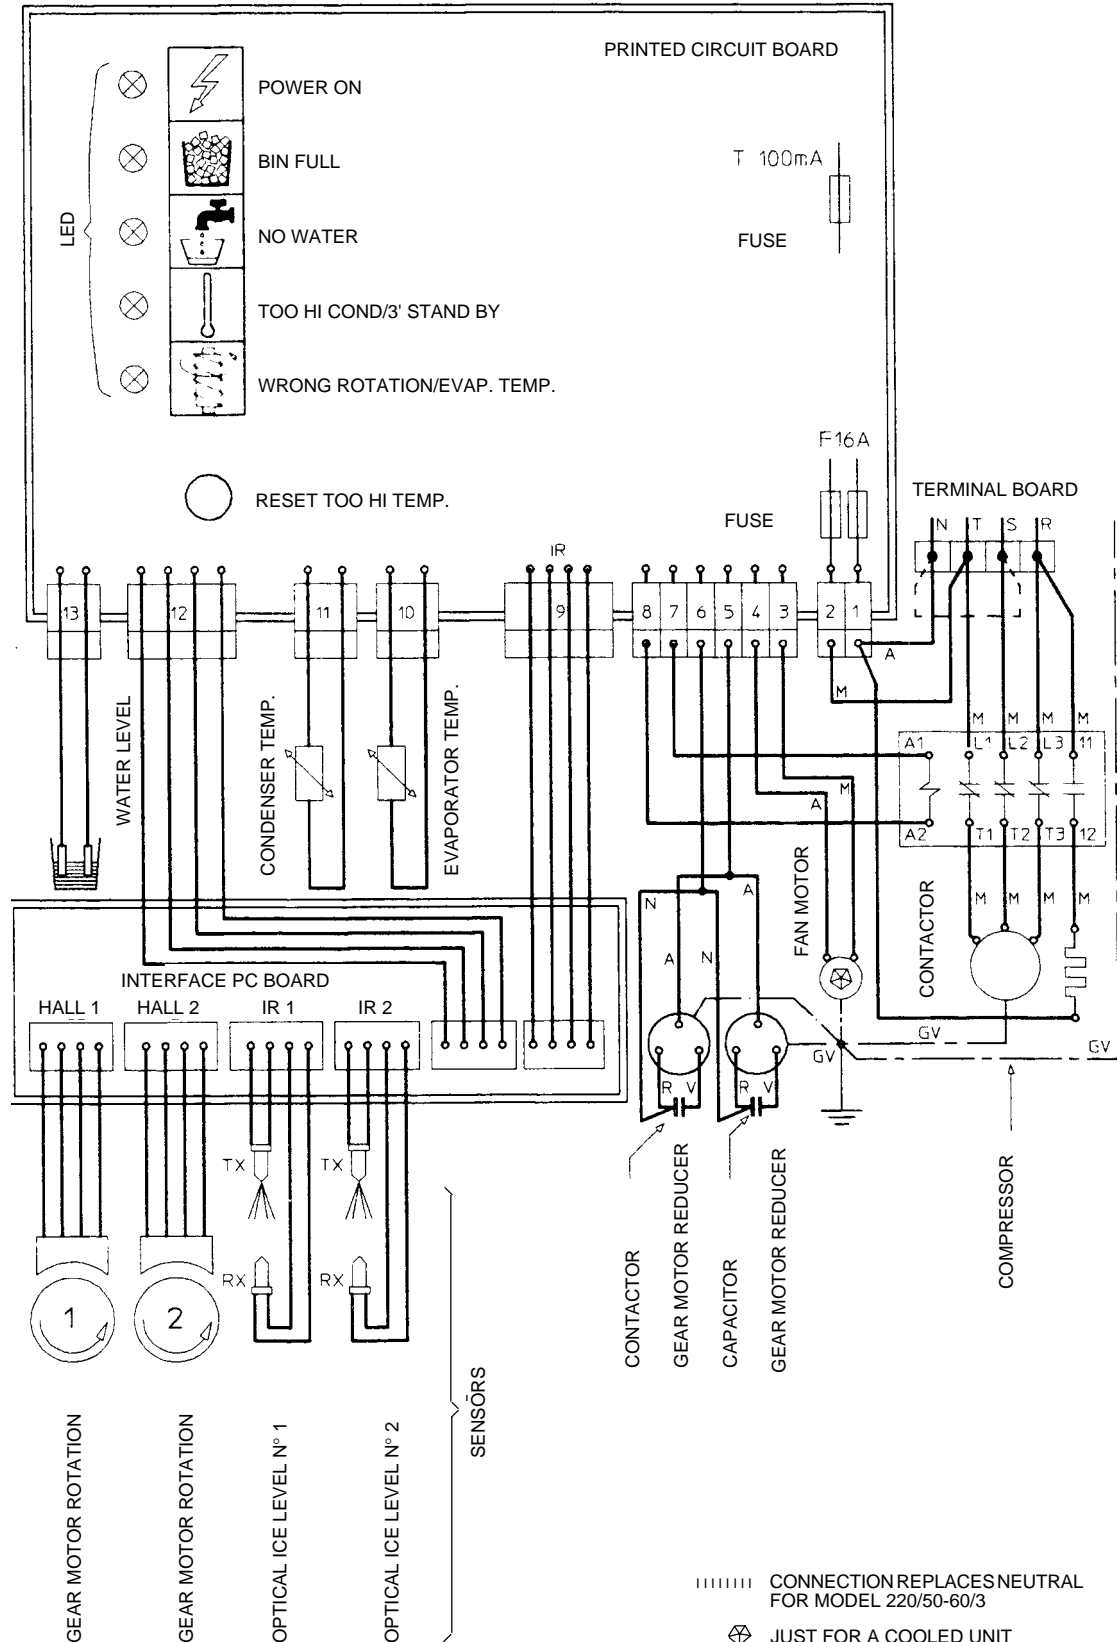 PRINTED CIRCUIT BOARD
POWER ON
BIN FULL
T 100mA
LED
NO WATER
FUSE
TOO HI COND/3' STAND BY
WRONG ROTATION/EVAP. TEMP.
F16A
RESET TOO HI TEMP.
FUSE
TERMINAL BOARD
N T S R
IR
13 12 11 10 9 8 7 6 5 4 3 2 1
A
M
WATER LEVEL
CONDENSER TEMP.
EVAPORATOR TEMP.
M M M M
A1 L1 L2 L3 11
A M
A2 T1 T2 T3 12
FAN MOTOR
CONTACTOR
N A
M M M M
A N
INTERFACE PC BOARD
HALL 1 HALL 2 IR 1 IR 2
GV
GV
GV
R V R V
TX TX
RX RX
1 2
CONTACTOR
GEAR MOTOR REDUCER
CAPACITOR
GEAR MOTOR REDUCER
COMPRESSOR
SENSORS
GEAR MOTOR ROTATION
GEAR MOTOR ROTATION
OPTICAL ICE LEVEL N° 1
OPTICAL ICE LEVEL N° 2
CONNECTION REPLACES NEUTRAL
FOR MODEL 220/50-60/3
JUST FOR A COOLED UNIT